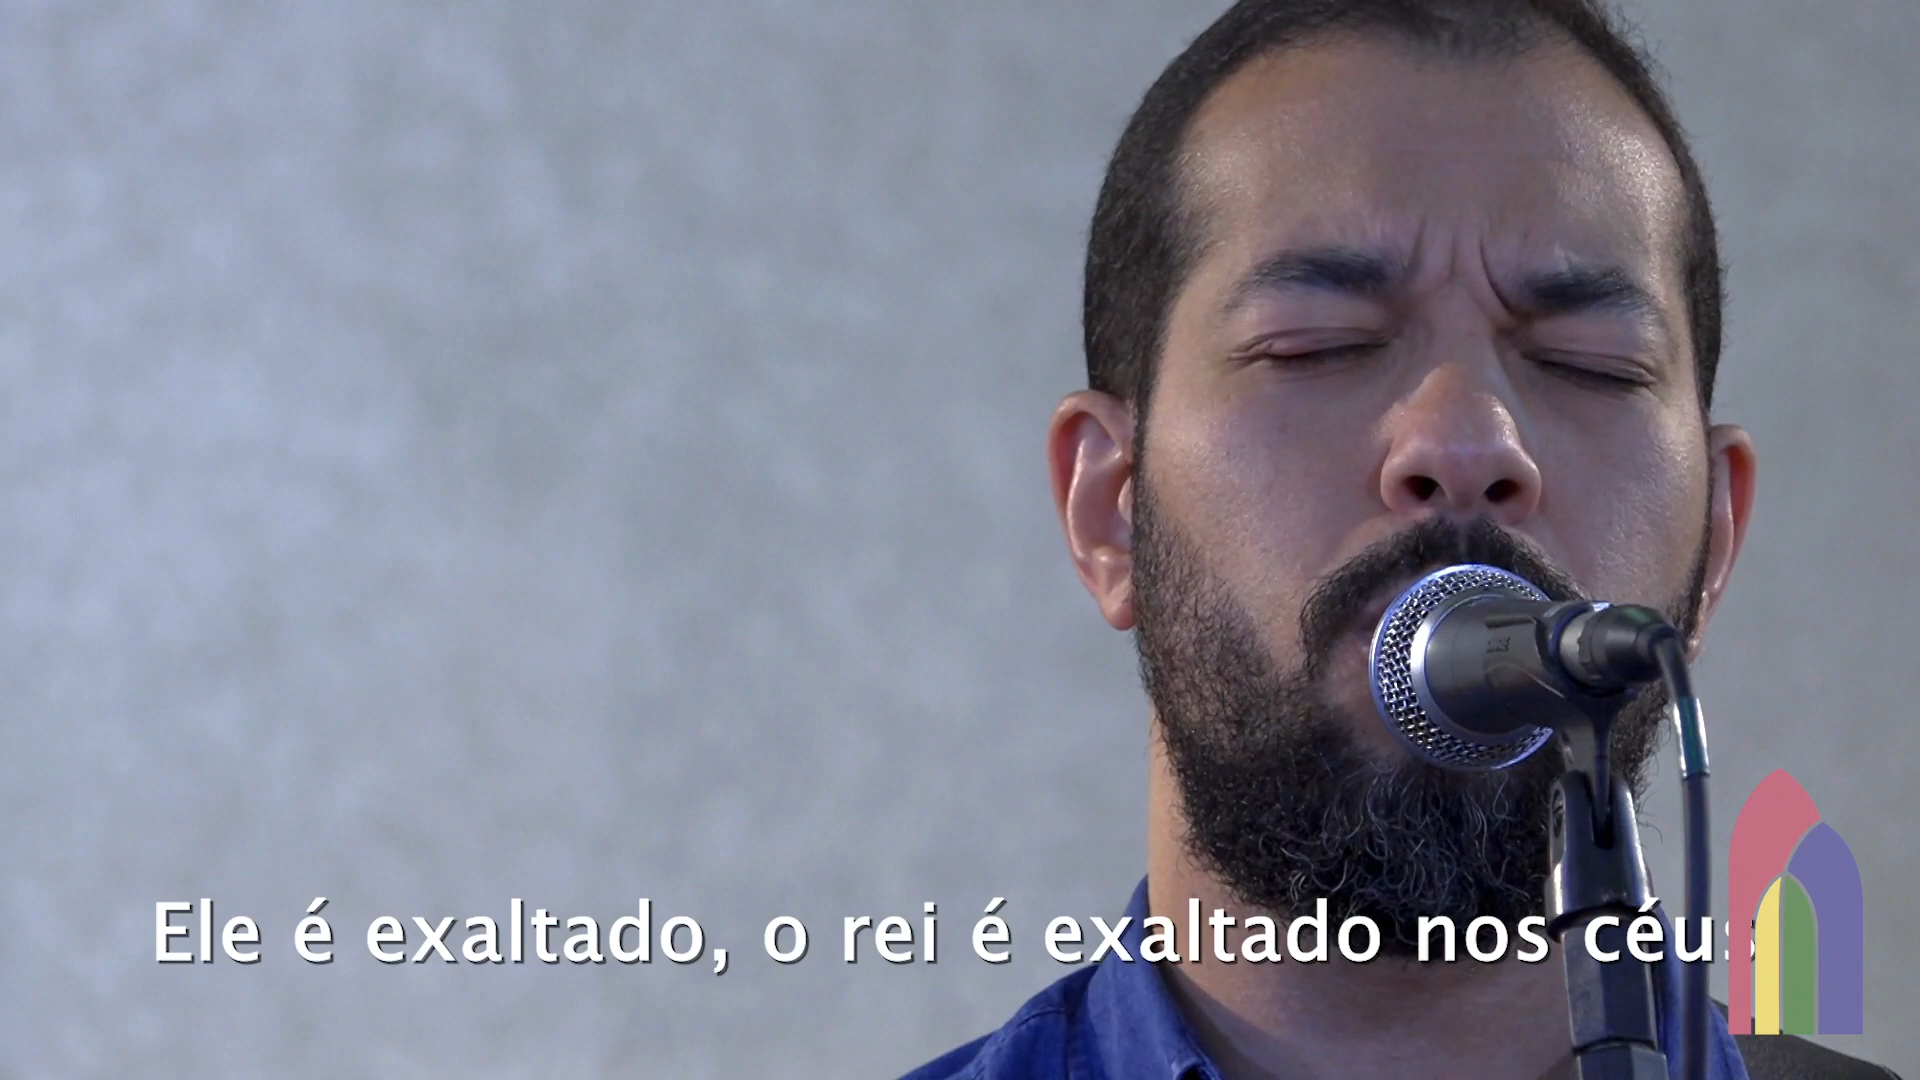 Ele é exaltado, o rei é exaltado nos céus